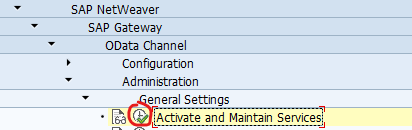 SAP NetWeaver
SAP Gateway
OData Channel
Configuration
Administration
General Settings
Activate and Maintain Services